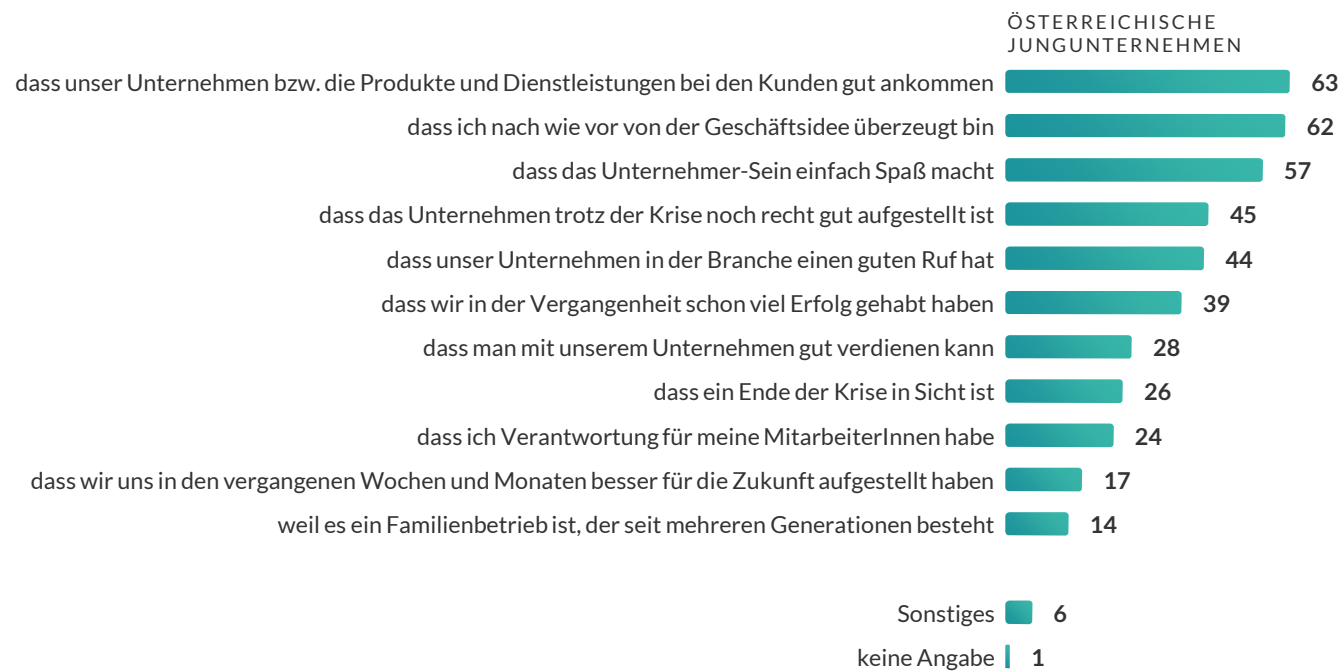 ÖSTERREICHISCHE
JUNGUNTERNEHMEN
dass unser Unternehmen bzw. die Produkte und Dienstleistungen bei den Kunden gut ankommen 63
dass ich nach wie vor von der Geschäftsidee überzeugt bin 62
dass das Unternehmer-Sein einfach Spaß macht 57
dass das Unternehmen trotz der Krise noch recht gut aufgestellt ist 45
dass unser Unternehmen in der Branche einen guten Ruf hat 44
dass wir in der Vergangenheit schon viel Erfolg gehabt haben 39
dass man mit unserem Unternehmen gut verdienen kann 28
dass ein Ende der Krise in Sicht ist 26
dass ich Verantwortung für meine MitarbeiterInnen habe 24
dass wir uns in den vergangenen Wochen und Monaten besser für die Zukunft aufgestellt haben 17
weil es ein Familienbetrieb ist, der seit mehreren Generationen besteht 14
Sonstiges 6
keine Angabe 1